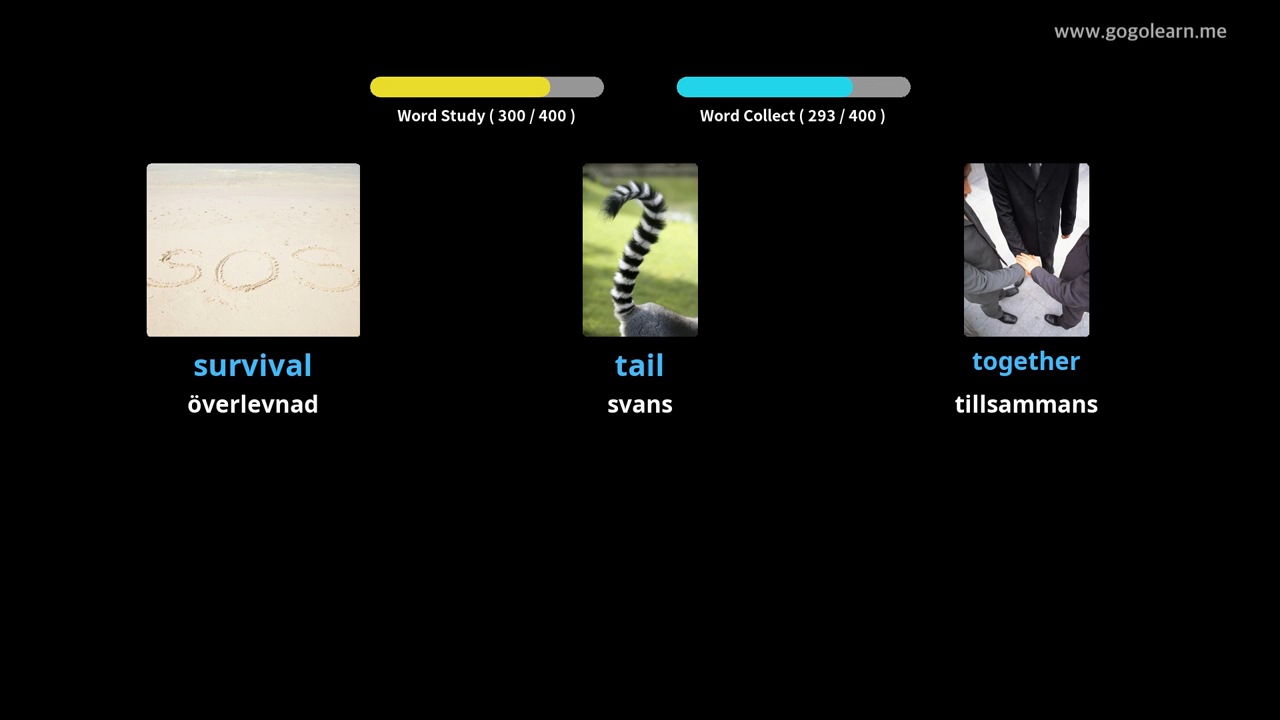 www.gogolearn.me
Word Study ( 300 / 400 )
Word Collect ( 293 / 400 )
SOS
survival
tail
together
överlevnad
svans
tillsammans